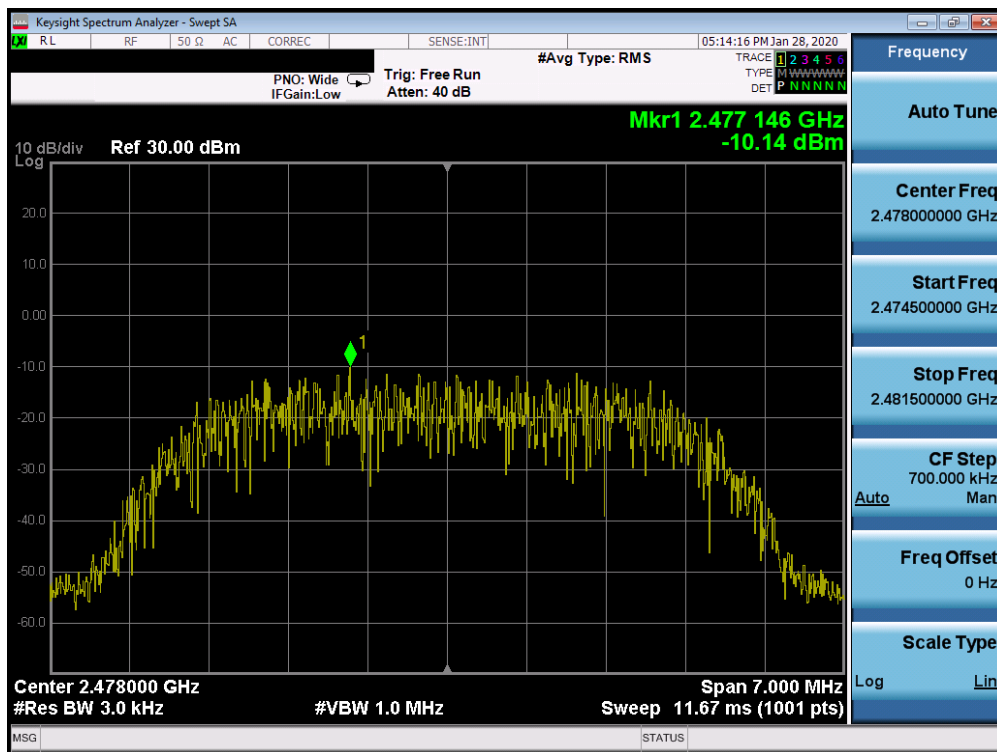 Keysight Spectrum Analyzer - Swept SA
LXI RL RF 50 Ω AC CORREC SENSE:INT 05:14:16 PM Jan 28, 2020
#Avg Type: RMS TRACE 1 2 3 4 5 6
PNO: Wide Trig: Free Run TYPE M WWWWW
IFGain:Low Atten: 40 dB DET P N N N N N
Mkr1 2.477 146 GHz
-10.14 dBm
10 dB/div Ref 30.00 dBm
Log
20.0
10.0
0.00
1
-10.0
-20.0
-30.0
-40.0
-50.0
-60.0
Center 2.478000 GHz Span 7.000 MHz
#Res BW 3.0 kHz #VBW 1.0 MHz Sweep 11.67 ms (1001 pts)
MSG STATUS
Frequency
Auto Tune
Center Freq
2.478000000 GHz
Start Freq
2.474500000 GHz
Stop Freq
2.481500000 GHz
CF Step
700.000 kHz
Auto Man
Freq Offset
0 Hz
Scale Type
Log Lin